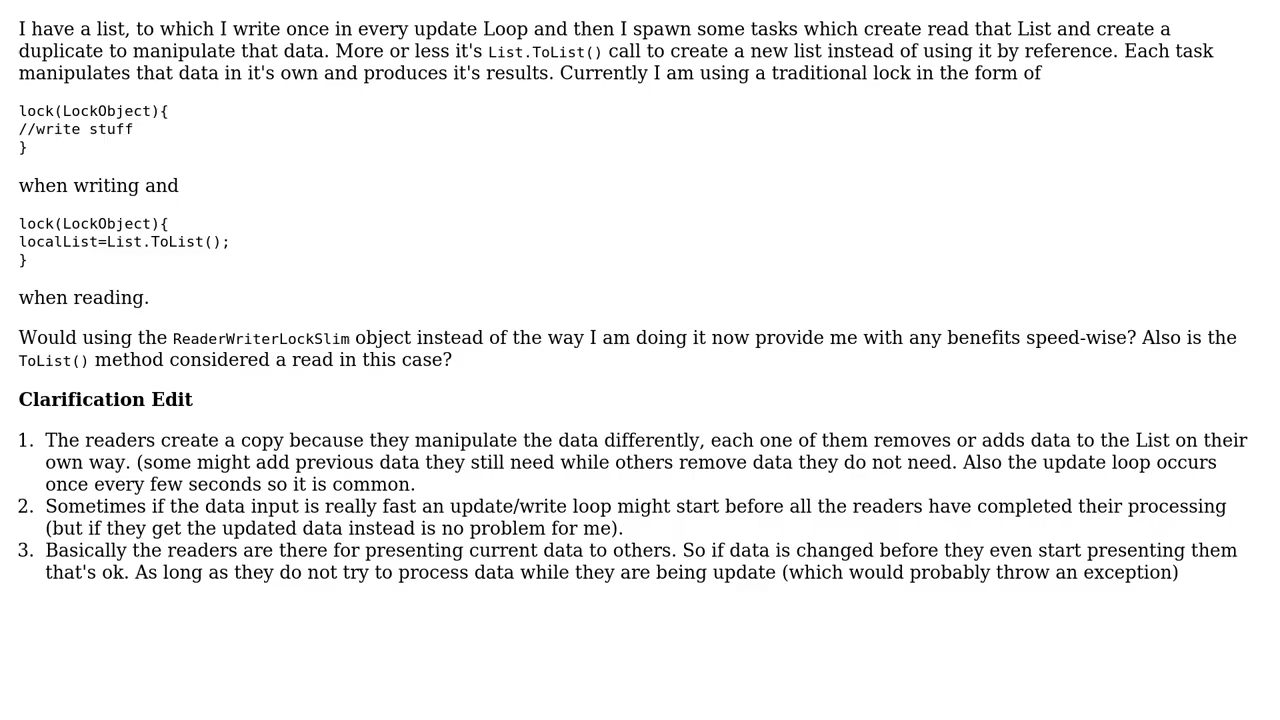 I have a list, to which I write once in every update Loop and then I spawn some tasks which create read that List and create a
duplicate to manipulate that data. More or less it's List.ToList() call to create a new list instead of using it by reference. Each task
manipulates that data in it's own and produces it's results. Currently I am using a traditional lock in the form of
lock(LockObject){
//write stuff
}
when writing and
lock(LockObject){
localList=List.ToList();
}
when reading.
Would using the ReaderWriterLockSlim object instead of the way I am doing it now provide me with any benefits speed-wise? Also is the
ToList() method considered a read in this case?
Clarification Edit
1. The readers create a copy because they manipulate the data differently, each one of them removes or adds data to the List on their
own way. (some might add previous data they still need while others remove data they do not need. Also the update loop occurs
once every few seconds so it is common.
2. Sometimes if the data input is really fast an update/write loop might start before all the readers have completed their processing
(but if they get the updated data instead is no problem for me).
3. Basically the readers are there for presenting current data to others. So if data is changed before they even start presenting them
that's ok. As long as they do not try to process data while they are being update (which would probably throw an exception)